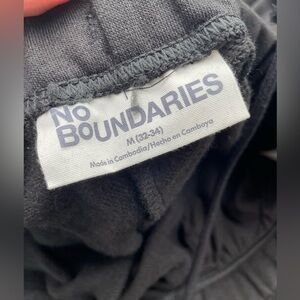 NO
BOUNDARIES
M (32-34)
Made in Cambodia/Hecho en Camboya